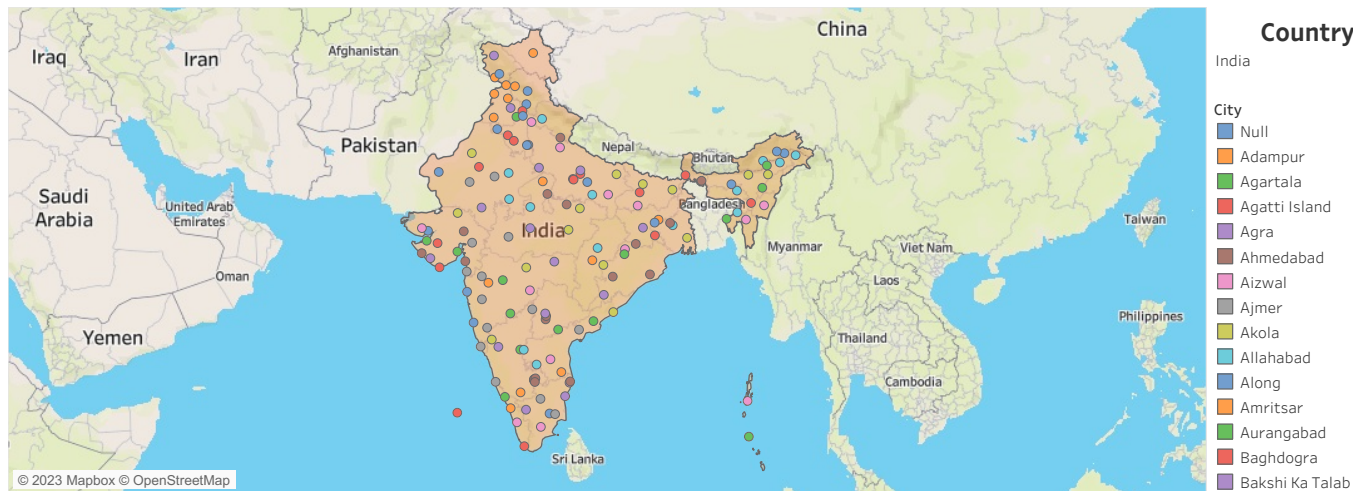 China
Iraq
Iran
Afghanistan
Pakistan
Nepal
Bhutan
Saudi
Arabia
United Arab
Emirates
Bangladesh
Taiwan
India
Oman
Myanmar
Viet Nam
Laos
Yemen
Philippines
Thailand
Cambodia
Sri Lanka
© 2023 Mapbox © OpenStreetMap
Country
India
City
Null
Adampur
Agartala
Agatti Island
Agra
Ahmedabad
Aizwal
Ajmer
Akola
Allahabad
Along
Amritsar
Aurangabad
Baghdogra
Bakshi Ka Talab